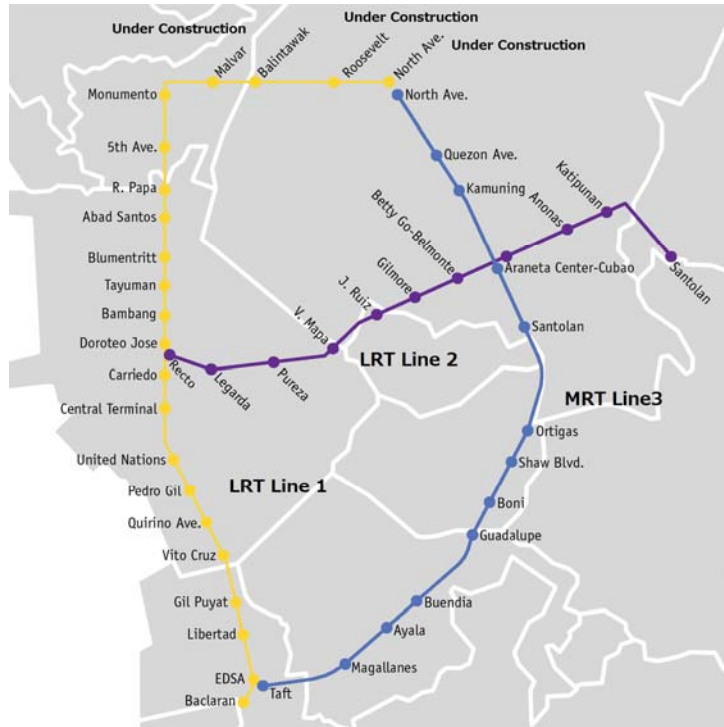 Under Construction
Under Construction
Under Construction
Malvar
Balintawak
Roosevelt
North Ave.
Monumento
North Ave.
5th Ave.
Quezon Ave.
R. Papa
Kamuning
Katipunan
Anonas
Abad Santos
Betty Go-Belmonte
Blumentritt
Araneta Center-Cubao
Santolan
Tayuman
Gilmore
J. Ruiz
Bambang
V. Mapa
Santolan
Doroteo Jose
Recto
Legarda
Pureza
LRT Line 2
Carriedo
MRT Line3
Central Terminal
Ortigas
United Nations
Shaw Blvd.
LRT Line 1
Pedro Gil
Boni
Quirino Ave.
Guadalupe
Vito Cruz
Gil Puyat
Buendia
Libertad
Ayala
Magallanes
EDSA
Taft
Baclaran